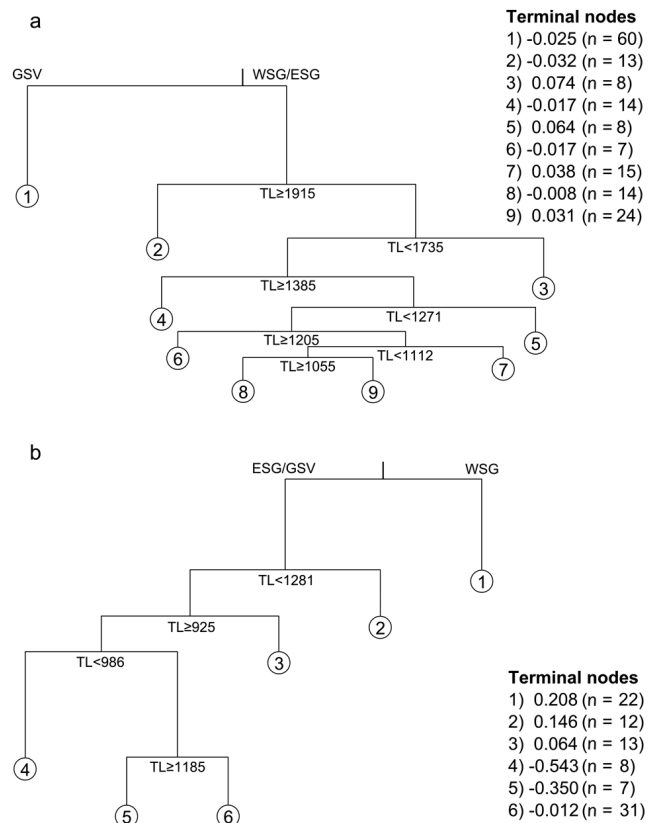 a
Terminal nodes
1) -0.025 (n = 60)
2) -0.032 (n = 13)
3) 0.074 (n = 8)
4) -0.017 (n = 14)
5) 0.064 (n = 8)
6) -0.017 (n = 7)
7) 0.038 (n = 15)
8) -0.008 (n = 14)
9) 0.031 (n = 24)
GSV WSG/ESG
1
TL≥1915
2
TL<1735
3
TL≥1385
4
TL<1271
5
TL≥1205
6
TL<1112
7
TL≥1055
8 9
b
ESG/GSV WSG
1
TL<1281
2
TL≥925
3
TL<986
4
TL≥1185
5 6
Terminal nodes
1) 0.208 (n = 22)
2) 0.146 (n = 12)
3) 0.064 (n = 13)
4) -0.543 (n = 8)
5) -0.350 (n = 7)
6) -0.012 (n = 31)